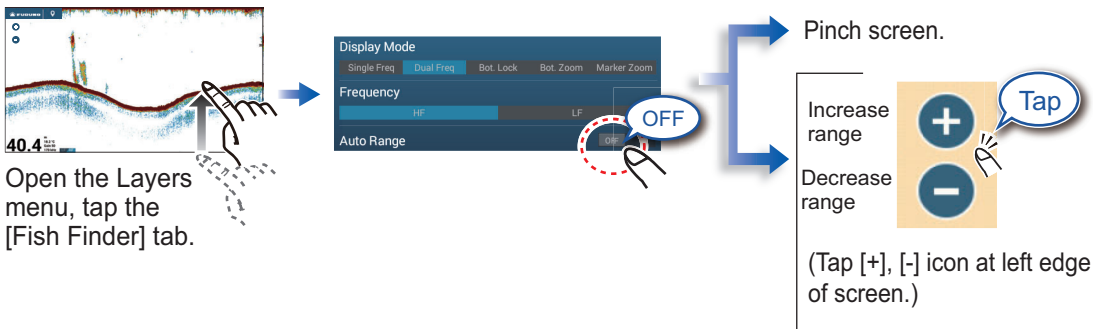 FURUNO
40.4
Open the Layers
menu, tap the
[Fish Finder] tab.
Display Mode
Single Freq Dual Freq Bot. Lock Bot. Zoom Marker Zoom
Frequency
HF LF
Auto Range OFF
OFF
Pinch screen.
Increase
range
Tap
Decrease
range
(Tap [+], [-] icon at left edge
of screen.)